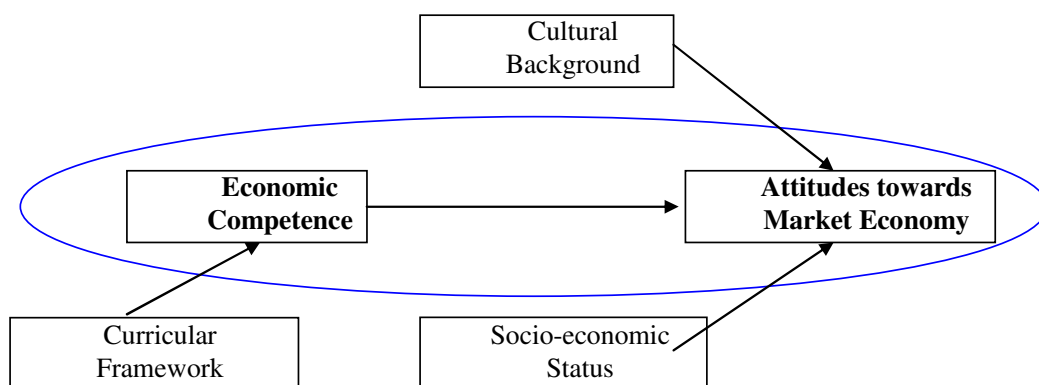 Cultural
Background
Economic
Competence
Attitudes towards
Market Economy
Curricular
Framework
Socio-economic
Status